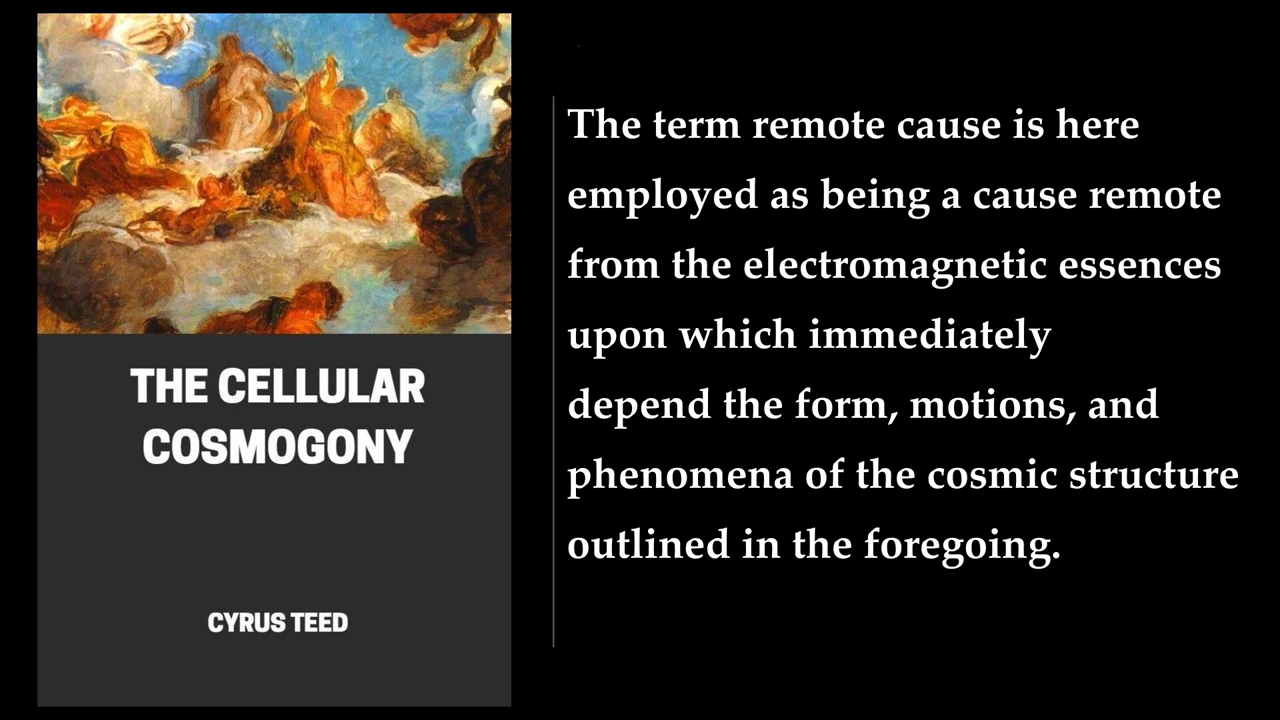 THE CELLULAR
COSMOGONY
CYRUS TEED
The term remote cause is here
employed as being a cause remote
from the electromagnetic essences
upon which immediately
depend the form, motions, and
phenomena of the cosmic structure
outlined in the foregoing.